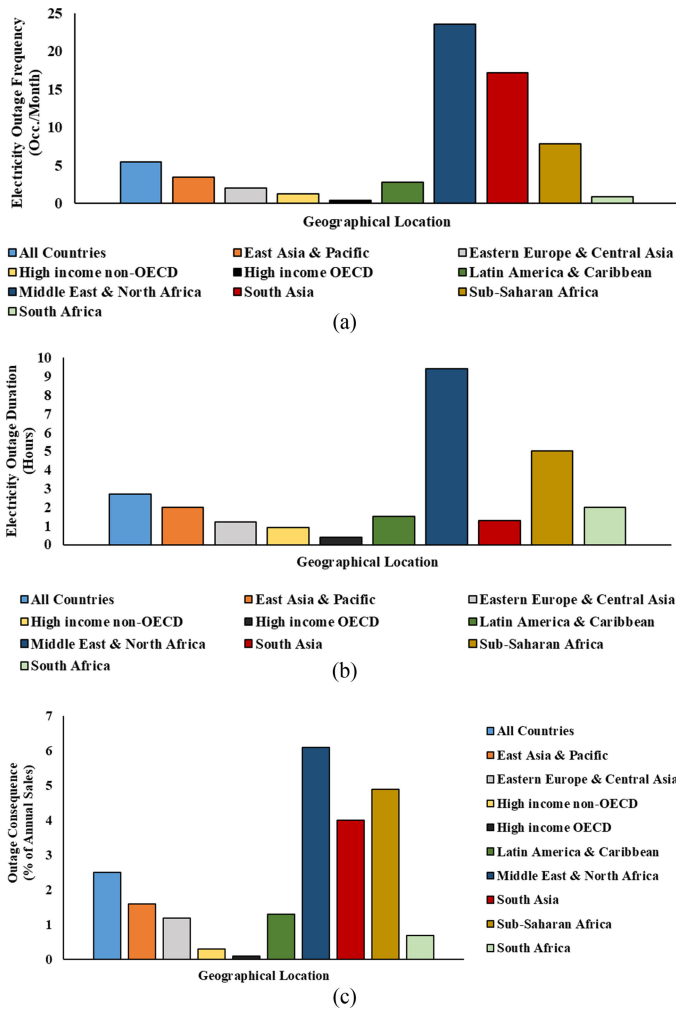 Electricity Outage Frequency
(Occ./Month)
25
20
15
10
5
0
Geographical Location
All Countries
East Asia & Pacific
Eastern Europe & Central Asia
High income non-OECD
High income OECD
Latin America & Caribbean
Middle East & North Africa
South Asia
Sub-Saharan Africa
South Africa
(a)
Electricity Outage Duration
(Hours)
10
9
8
7
6
5
4
3
2
1
0
Geographical Location
All Countries
East Asia & Pacific
Eastern Europe & Central Asia
High income non-OECD
High income OECD
Latin America & Caribbean
Middle East & North Africa
South Asia
Sub-Saharan Africa
South Africa
(b)
Outage Consequence
(% of Annual Sales)
7
6
5
4
3
2
1
0
Geographical Location
All Countries
East Asia & Pacific
Eastern Europe & Central Asia
High income non-OECD
High income OECD
Latin America & Caribbean
Middle East & North Africa
South Asia
Sub-Saharan Africa
South Africa
(c)